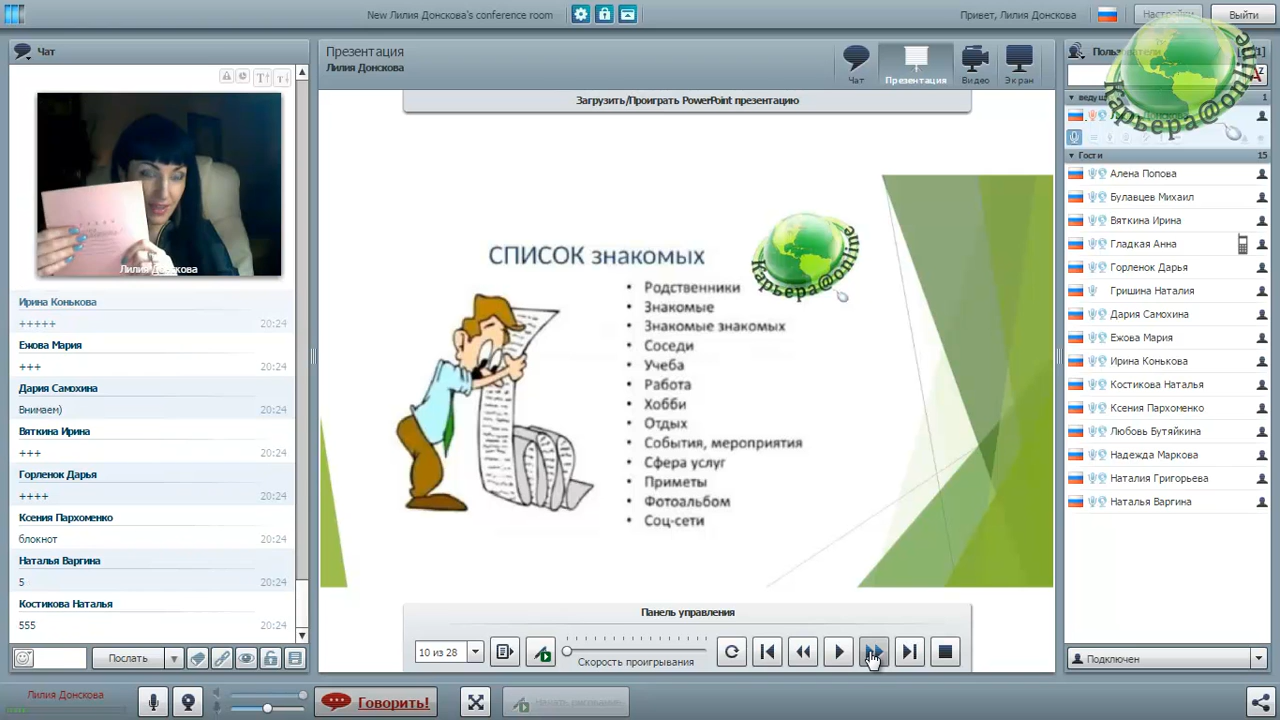 New Лилия Донскова's conference room
Привет, Лилия Донскова
Настройки
Выйти
Чат
Лилия Донскова
Ирина Конькова
+++++
20:24
Ежова Мария
+++
20:24
Дария Самохина
Внимаем)
20:24
Вяткина Ирина
+++
20:24
Горленок Дарья
++++
20:24
Ксения Пархоменко
блокнот
20:24
Наталья Варгина
5
20:24
Костикова Наталья
555
20:24
Послать
Презентация
Лилия Донскова
Чат
Презентация
Видео
Экран
Загрузить/Проиграть PowerPoint презентацию
СПИСОК знакомых
Карьера@online
• Родственники
• Знакомые
• Знакомые знакомых
• Соседи
• Учеба
• Работа
• Хобби
• Отдых
• События, мероприятия
• Сфера услуг
• Приметы
• Фотоальбом
• Соц-сети
Панель управления
10 из 28
Скорость проигрывания
Карьера@online
1
Гости
15
Алена Попова
Булавцев Михаил
Вяткина Ирина
Гладкая Анна
Горленок Дарья
Гришина Наталия
Дария Самохина
Ежова Мария
Ирина Конькова
Костикова Наталья
Ксения Пархоменко
Любовь Бутяйкина
Надежда Маркова
Наталия Григорьева
Наталья Варгина
Подключен
Лилия Донскова
Говорить!